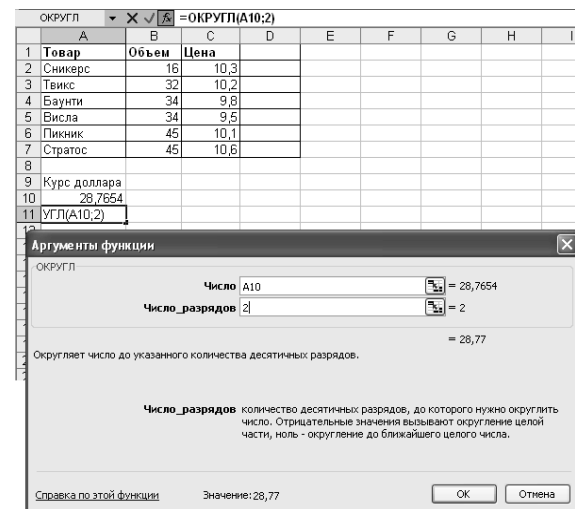 ОКРУГЛ =ОКРУГЛ(A10;2)
A B C D E F G H I
1 Товар Объем Цена
2 Сникерс 16 10,3
3 Твикс 32 10,2
4 Баунти 34 9,8
5 Висла 34 9,5
6 Пикник 45 10,1
7 Стратос 45 10,6
8
9 Курс доллара
10 28,7654
11 УГЛ(A10;2)
Аргументы функции
ОКРУГЛ
Число A10 = 28,7654
Число_разрядов 2 = 2
= 28,77
Округляет число до указанного количества десятичных разрядов.
Число_разрядов количество десятичных разрядов, до которого нужно округлить
число. Отрицательные значения вызывают округление целой
части, ноль - округление до ближайшего целого числа.
Справка по этой функции Значение:28,77 ОК Отмена